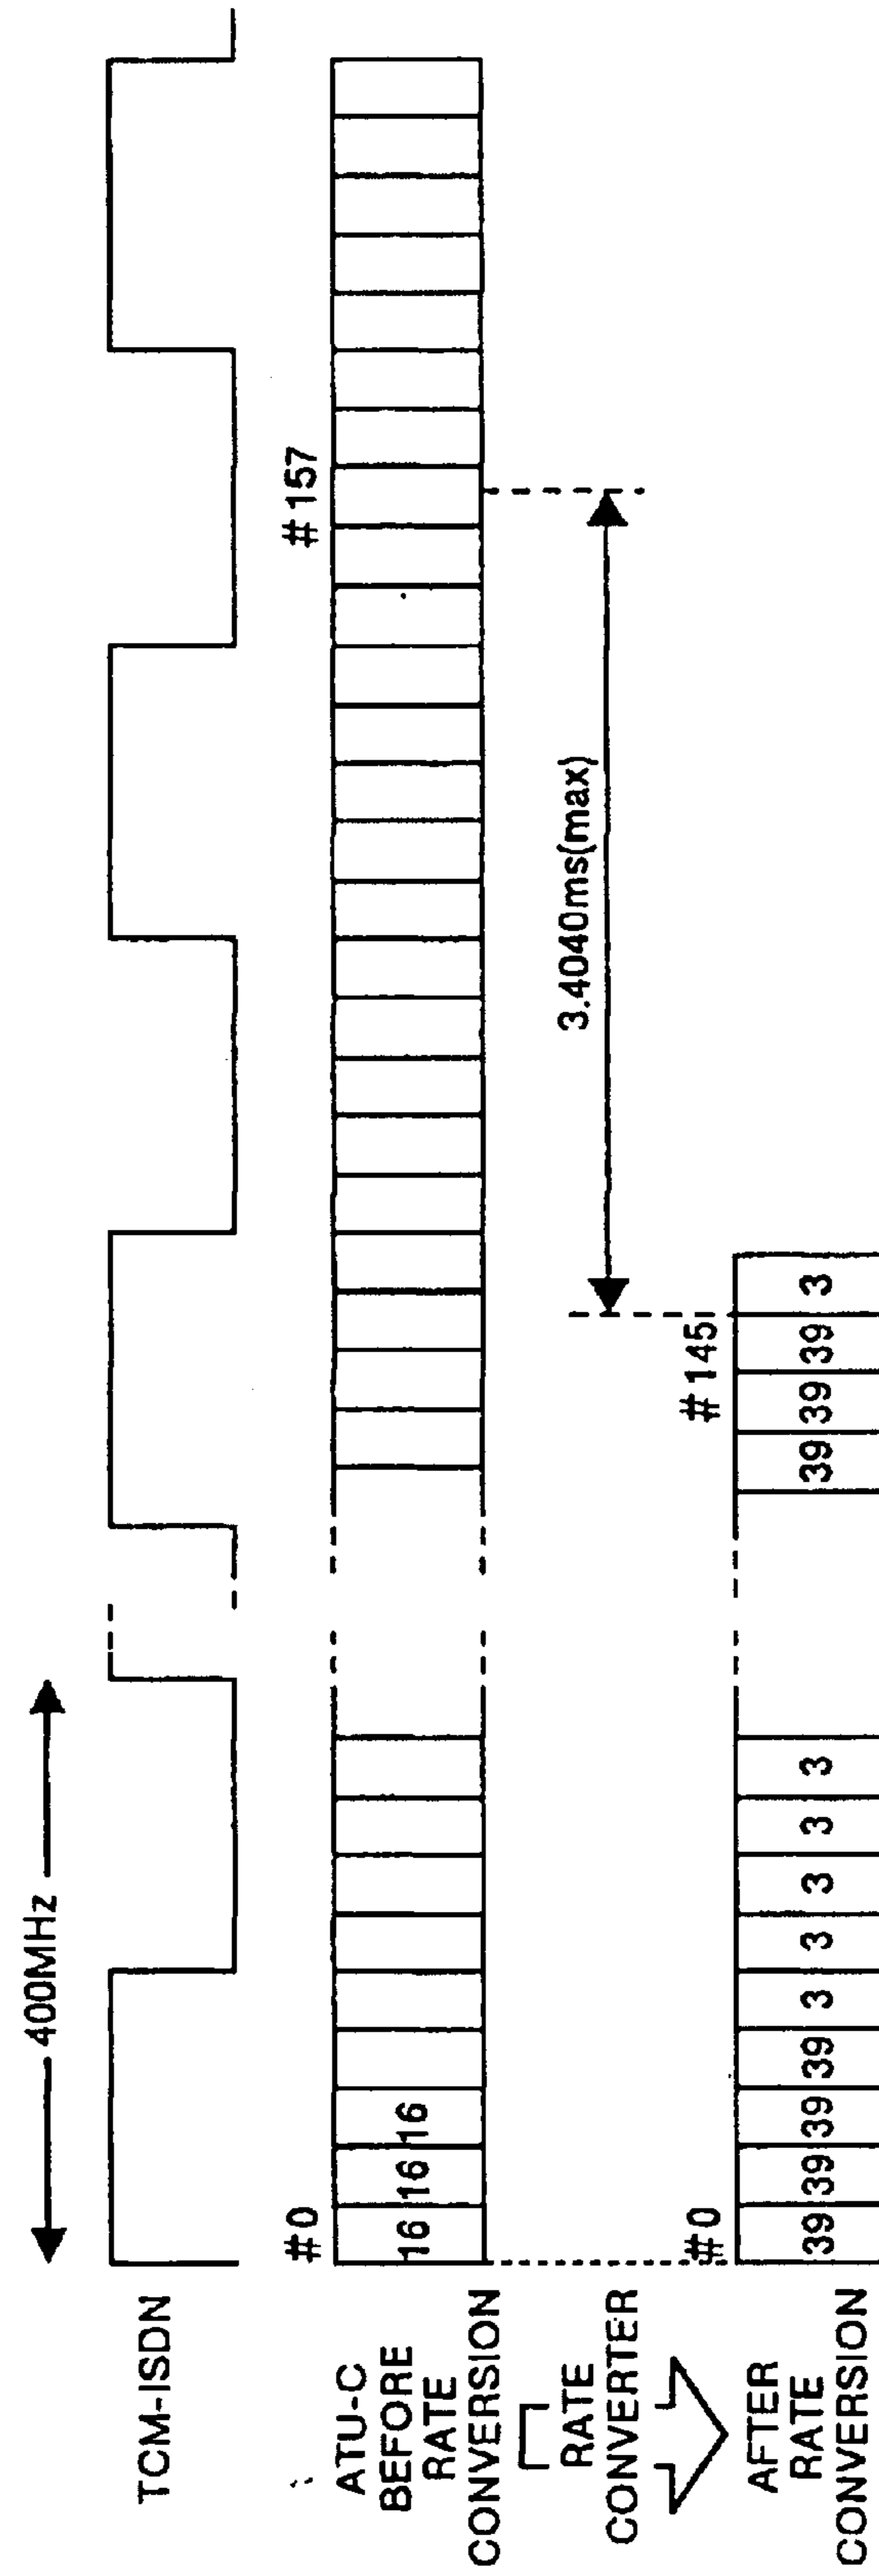 400MHz
TCM-ISDN
#0
#157
ATU-C
BEFORE
RATE
CONVERSION
16 16 16
3.4040ms(max)
RATE
CONVERTER
#0
#145
AFTER
RATE
CONVERSION
39 39 39 39 3 3 3 3 3
39 39 39 3